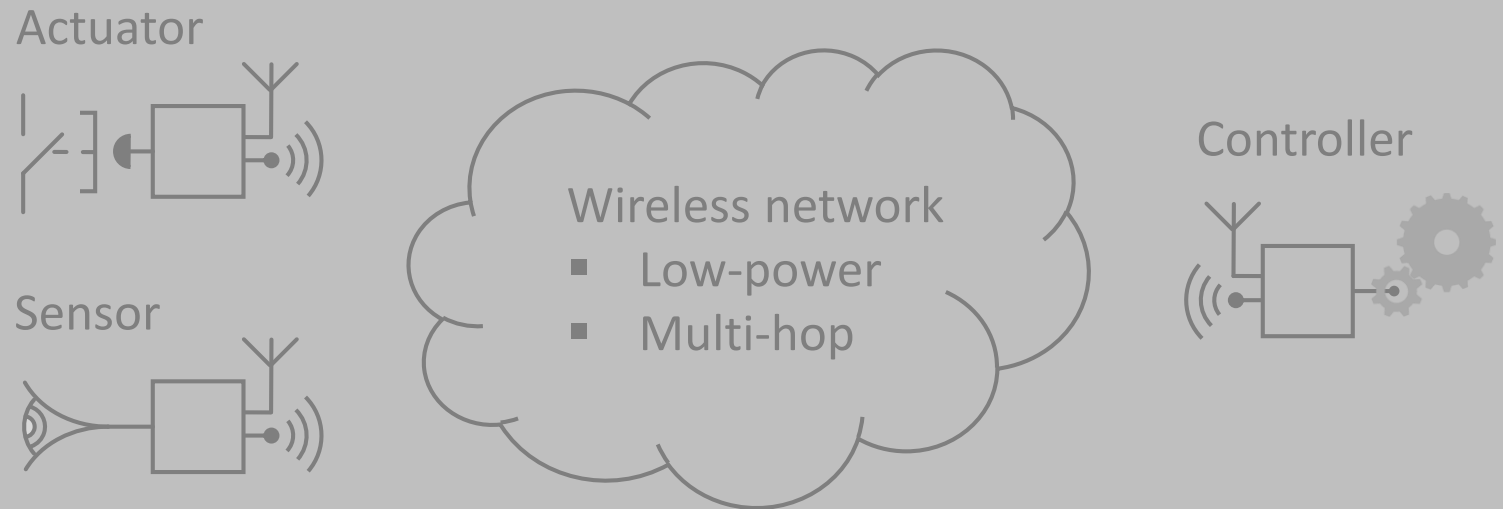 Actuator
Controller
Wireless network
▪ Low-power
▪ Multi-hop
Sensor